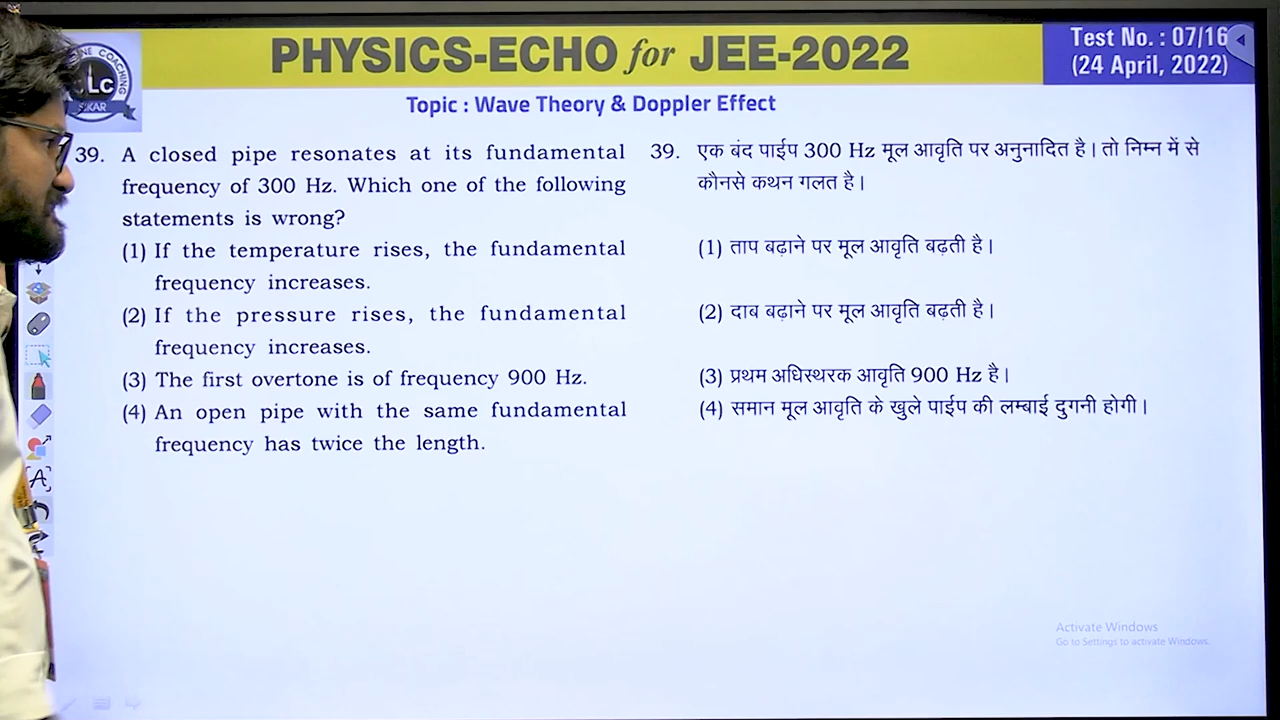 PHYSICS-ECHO for JEE-2022
Test No. : 07/16
(24 April, 2022)
NE COACHING
Lc
Topic : Wave Theory & Doppler Effect
39. A closed pipe resonates at its fundamental
frequency of 300 Hz. Which one of the following
statements is wrong?
(1) If the temperature rises, the fundamental
frequency increases.
(2) If the pressure rises, the fundamental
frequency increases.
(3) The first overtone is of frequency 900 Hz.
(4) An open pipe with the same fundamental
frequency has twice the length.
39. एक बंद पाईप 300 Hz मूल आवृति पर अनुनादित है। तो निम्न में से
कौनसे कथन गलत है।
(1) ताप बढ़ाने पर मूल आवृति बढ़ती है।
(2) दाब बढ़ाने पर मूल आवृति बढ़ती है।
(3) प्रथम अधिस्थरक आवृति 900 Hz है।
(4) समान मूल आवृति के खुले पाईप की लम्बाई दुगनी होगी।
Activate Windows
Go to Settings to activate Windows.